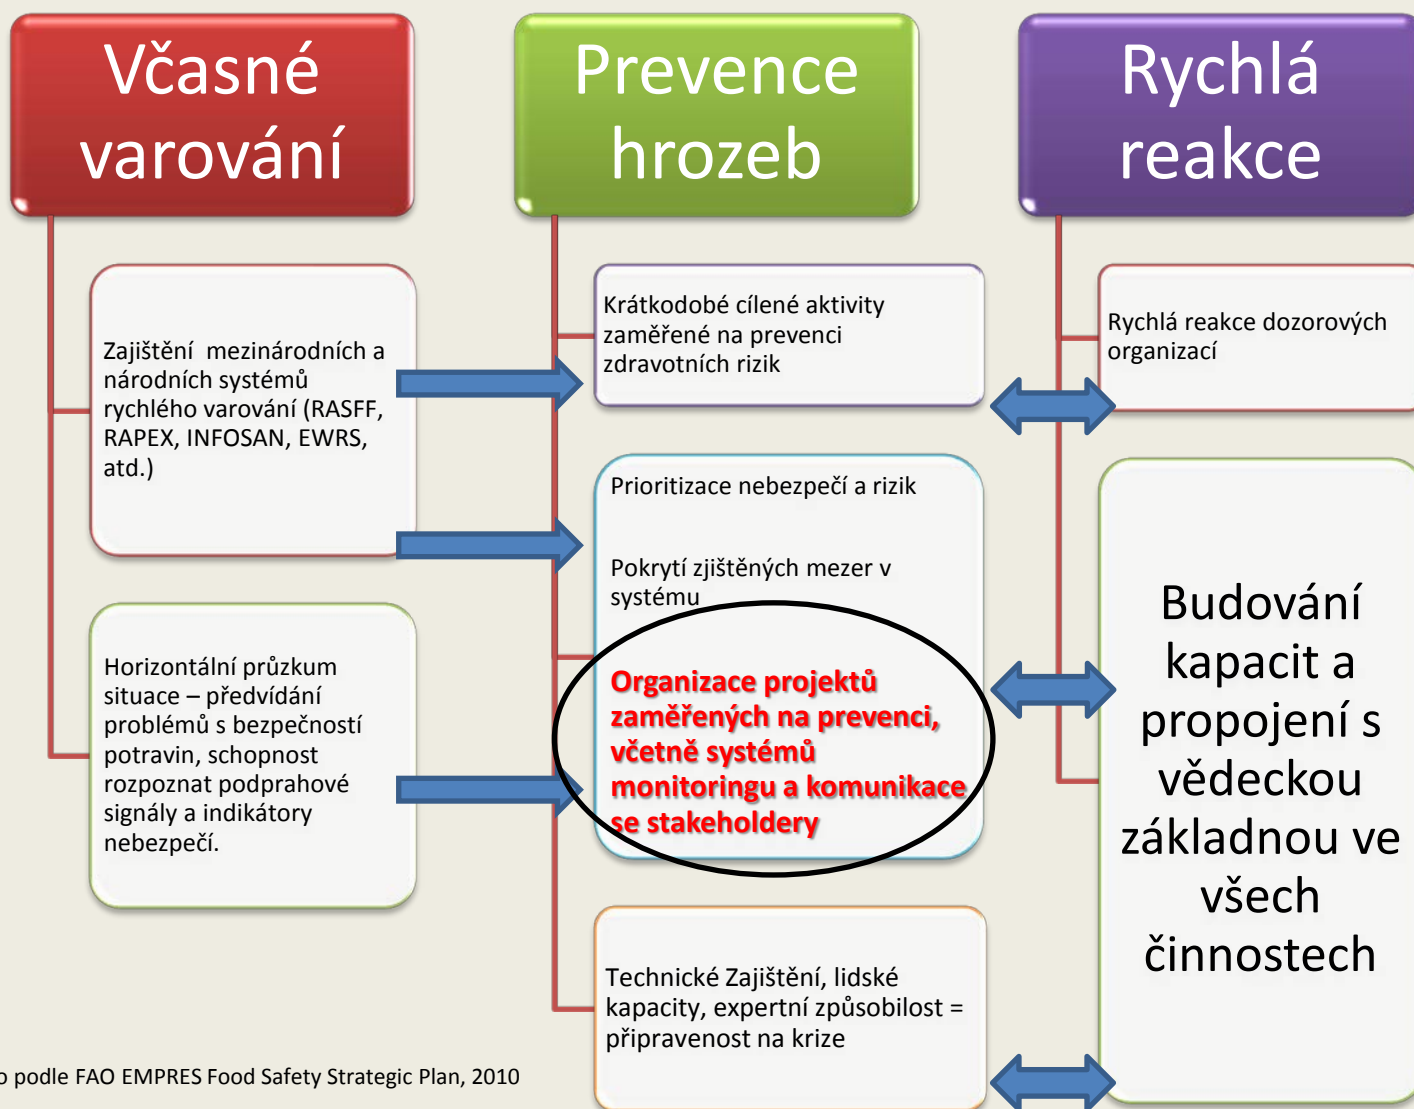 Včasné
varování
Zajištění mezinárodních a
národních systémů
rychlého varování (RASFF,
RAPEX, INFOSAN, EWRS,
atd.)
Horizontální průzkum
situace – předvídání
problémů s bezpečností
potravin, schopnost
rozpoznat podprahové
signály a indikátory
nebezpečí.
Prevence
hrozeb
Krátkodobé cílené aktivity
zaměřené na prevenci
zdravotních rizik
Prioritizace nebezpečí a rizik
Pokrytí zjištěných mezer v
systému
Organizace projektů
zaměřených na prevenci,
včetně systémů
monitoringu a komunikace
se stakeholdery
Technické Zajištění, lidské
kapacity, expertní způsobilost =
připravenost na krize
Rychlá
reakce
Rychlá reakce dozorových
organizací
Budování
kapacit a
propojení s
vědeckou
základnou ve
všech
činnostech
podle FAO EMPRES Food Safety Strategic Plan, 2010